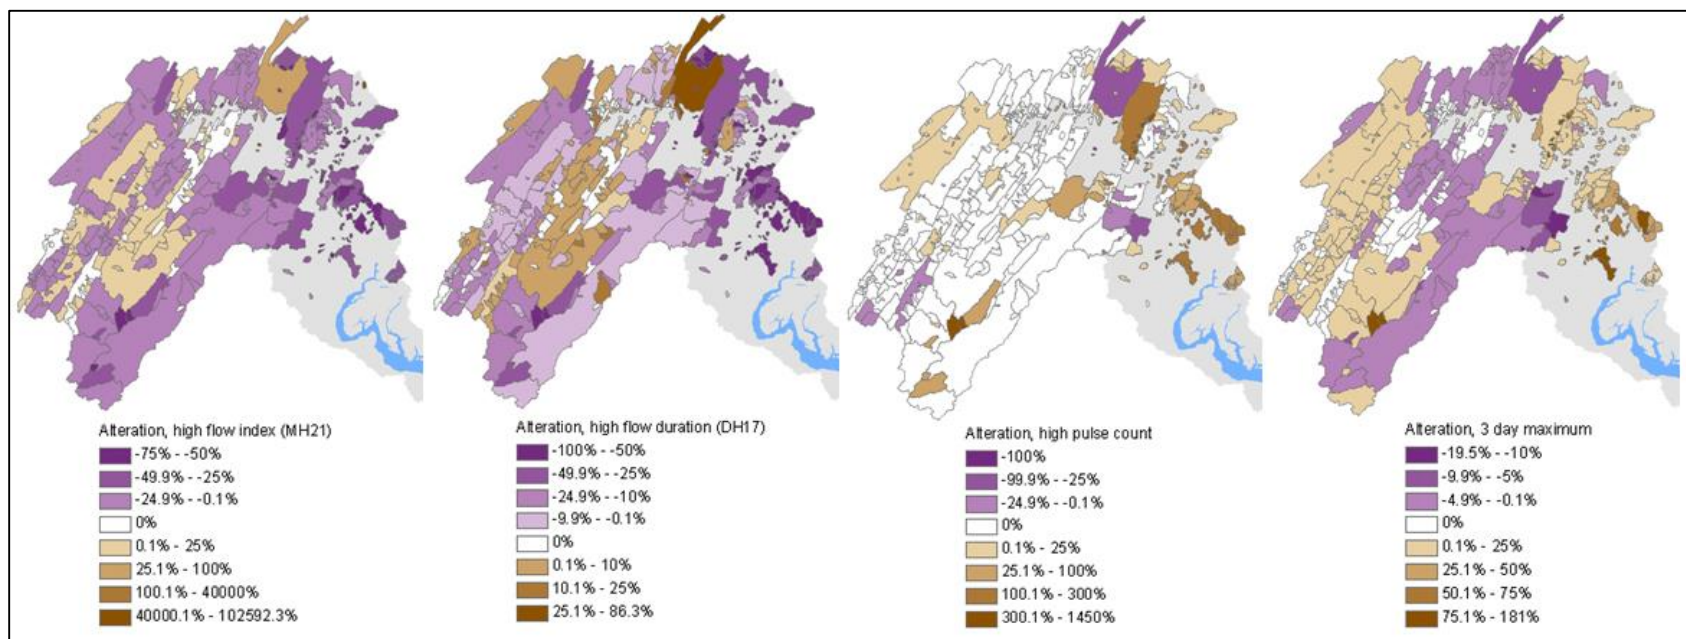 Alteration, high flow index (MH21)
-75% - -50%
-49.9% - -25%
-24.9% - -0.1%
0%
0.1% - 25%
25.1% - 100%
100.1% - 40000%
40000.1% - 102592.3%
Alteration, high flow duration (DH17)
-100% - -50%
-49.9% - -25%
-24.9% - -10%
-9.9% - -0.1%
0%
0.1% - 10%
10.1% - 25%
25.1% - 86.3%
Alteration, high pulse count
-100%
-99.9% - -25%
-24.9% - -0.1%
0%
0.1% - 25%
25.1% - 100%
100.1% - 300%
300.1% - 1450%
Alteration, 3 day maximum
-19.5% - -10%
-9.9% - -5%
-4.9% - -0.1%
0%
0.1% - 25%
25.1% - 50%
50.1% - 75%
75.1% - 181%